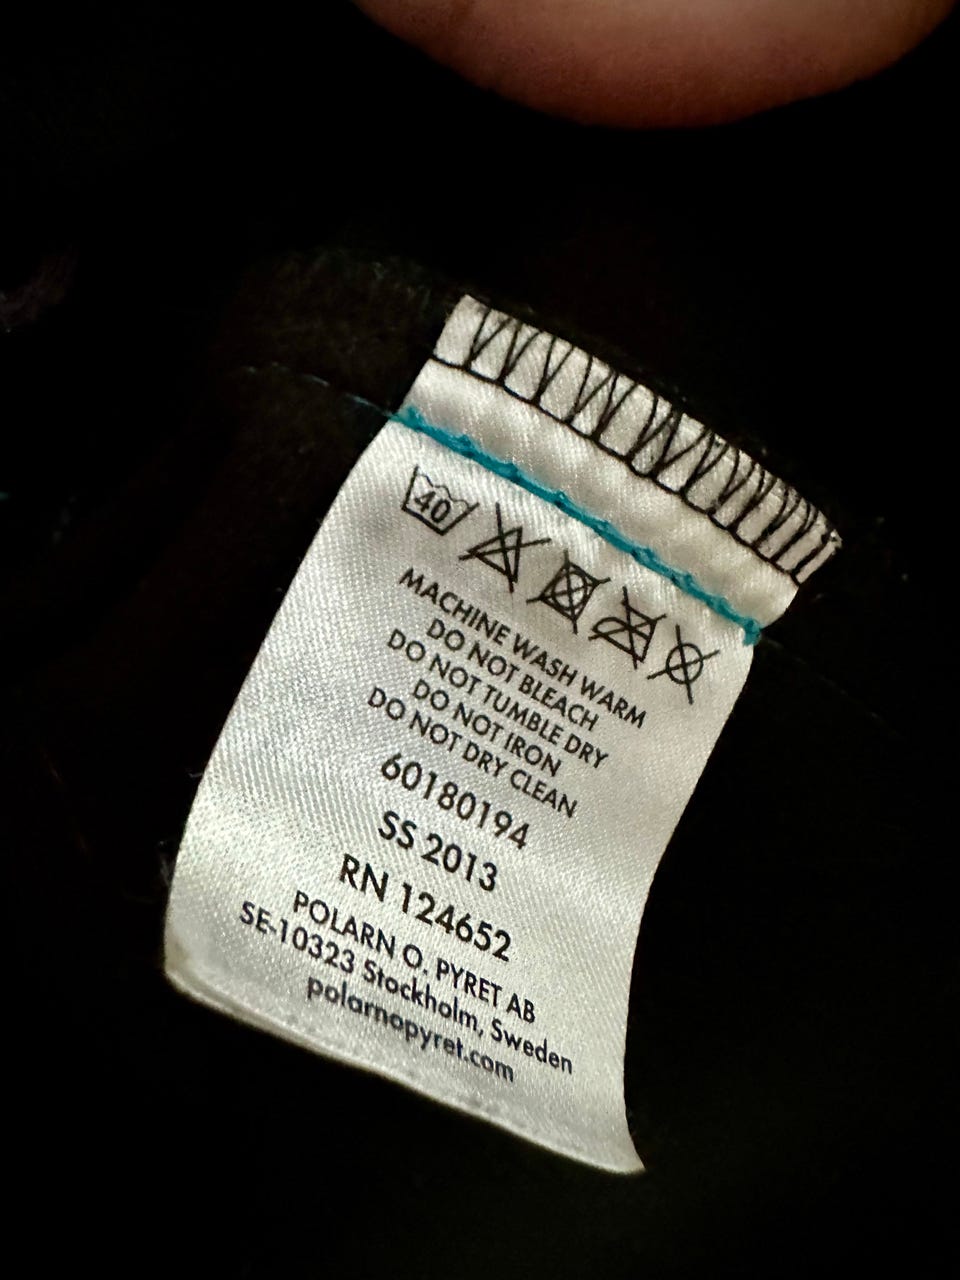 40
MACHINE WASH WARM
DO NOT BLEACH
DO NOT TUMBLE DRY
DO NOT IRON
DO NOT DRY CLEAN
60180194
SS 2013
RN 124652
POLARN O. PYRET AB
SE-10323 Stockholm, Sweden
polarnopyret.com